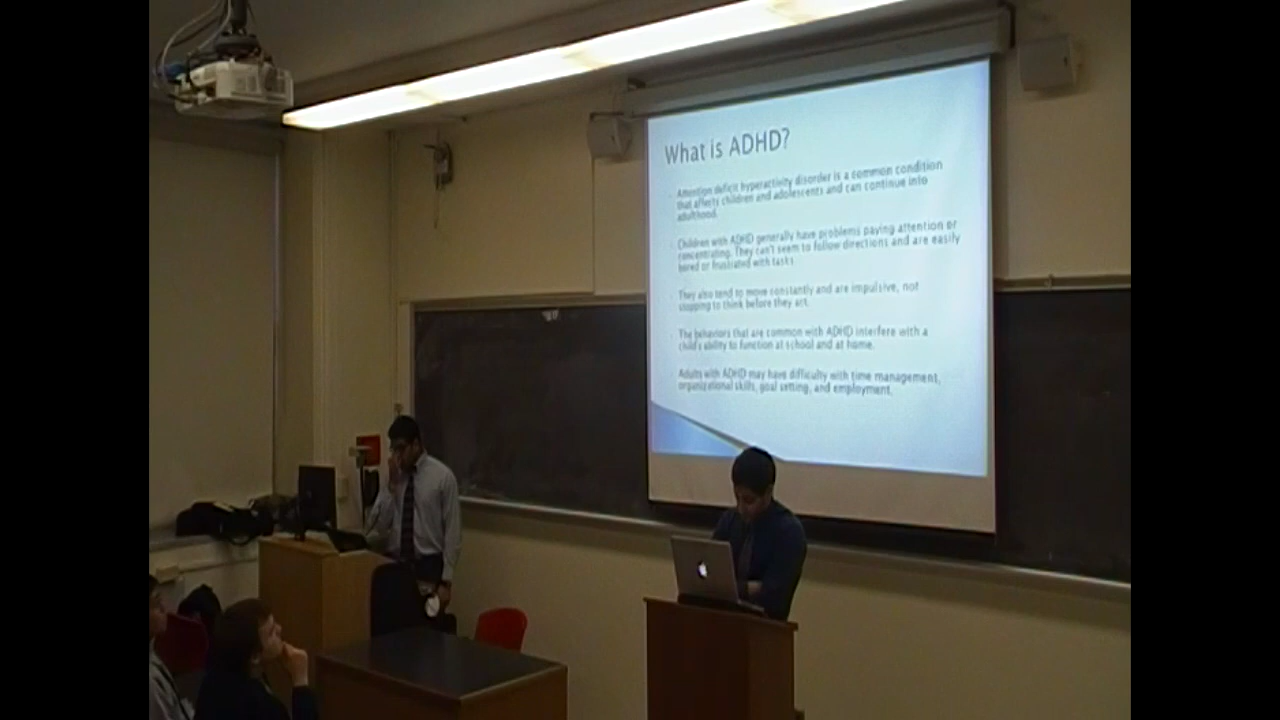 What is ADHD?
Attention deficit hyperactivity disorder is a common condition
that affects children and adolescents and can continue into
adulthood.
Children with ADHD generally have problems paying attention or
concentrating. They can't seem to follow directions and are easily
bored or frustrated with tasks.
They also tend to move constantly and are impulsive, not
stopping to think before they act.
The behaviors that are common with ADHD interfere with a
child's ability to function at school and at home.
Adults with ADHD may have difficulty with time management,
organizational skills, goal setting, and employment.